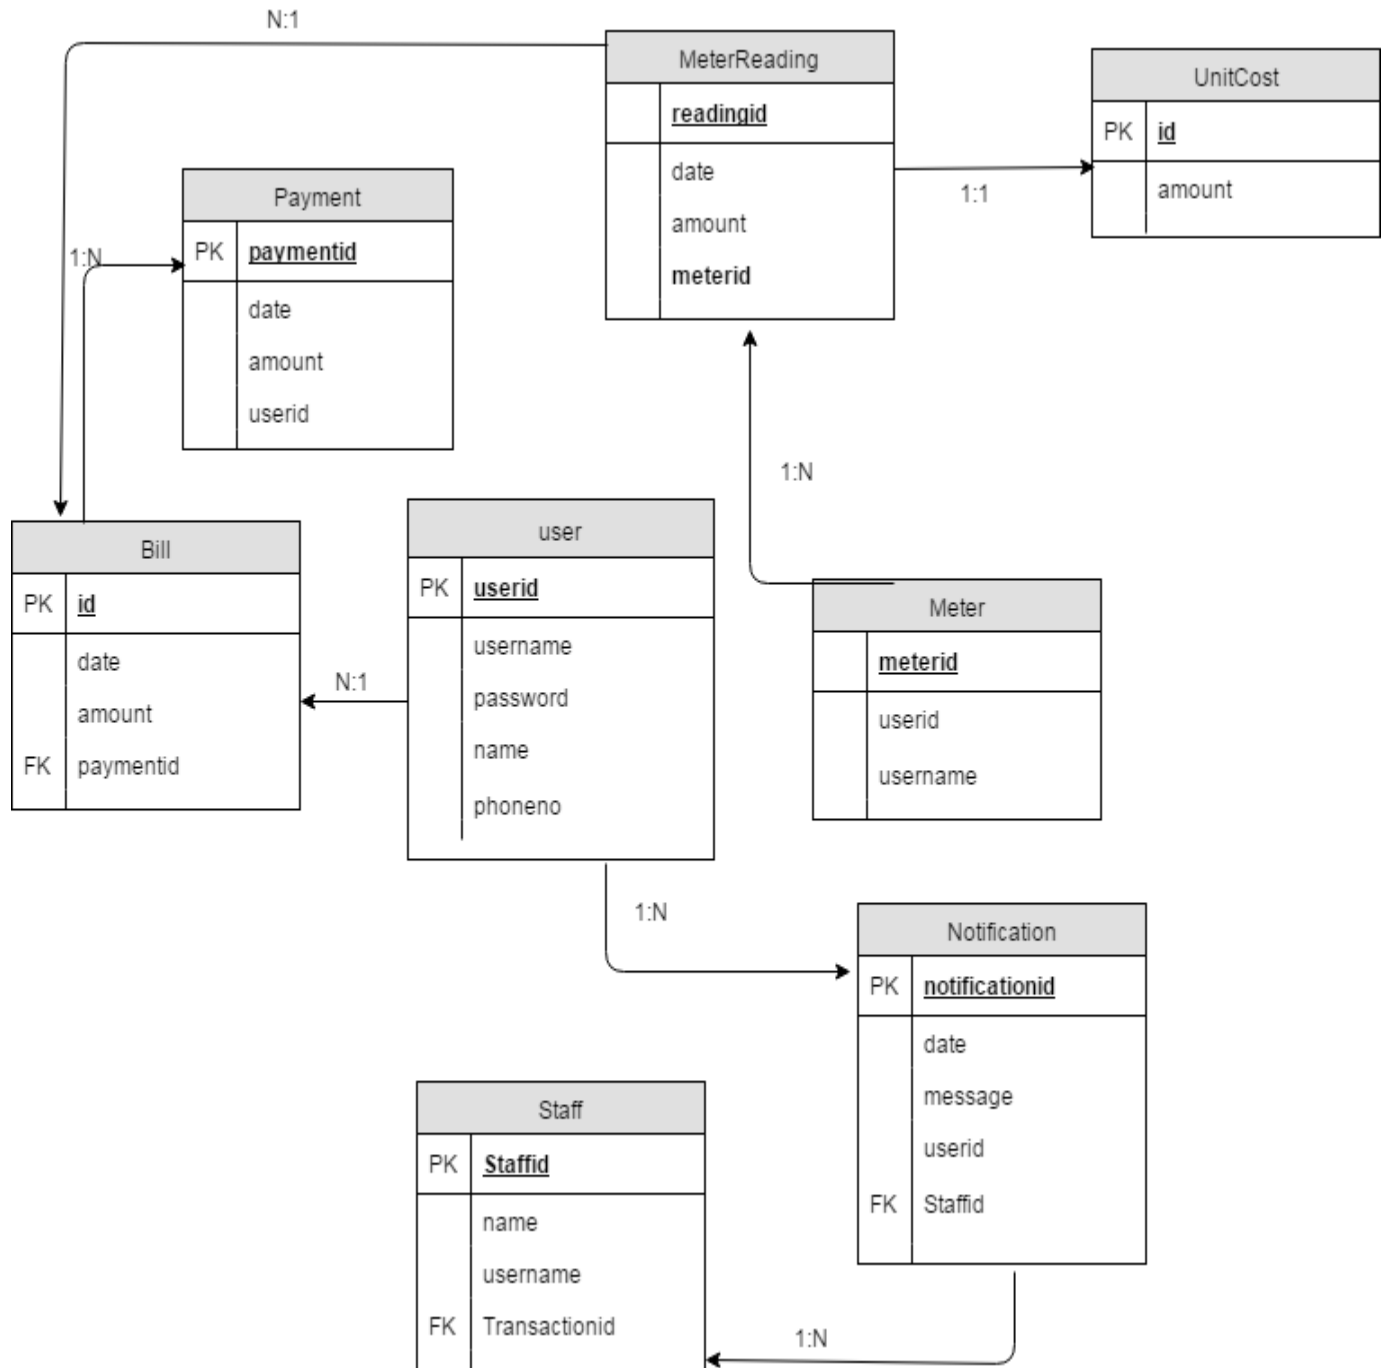 N:1
MeterReading
readingid
date
amount
meterid
UnitCost
PK id
amount
1:1
Payment
PK paymentid
date
amount
userid
1:N
1:N
Bill
PK id
date
amount
FK paymentid
N:1
user
PK userid
username
password
name
phoneno
Meter
meterid
userid
username
1:N
Notification
PK notificationid
date
message
userid
FK Staffid
Staff
PK Staffid
name
username
FK Transactionid
1:N